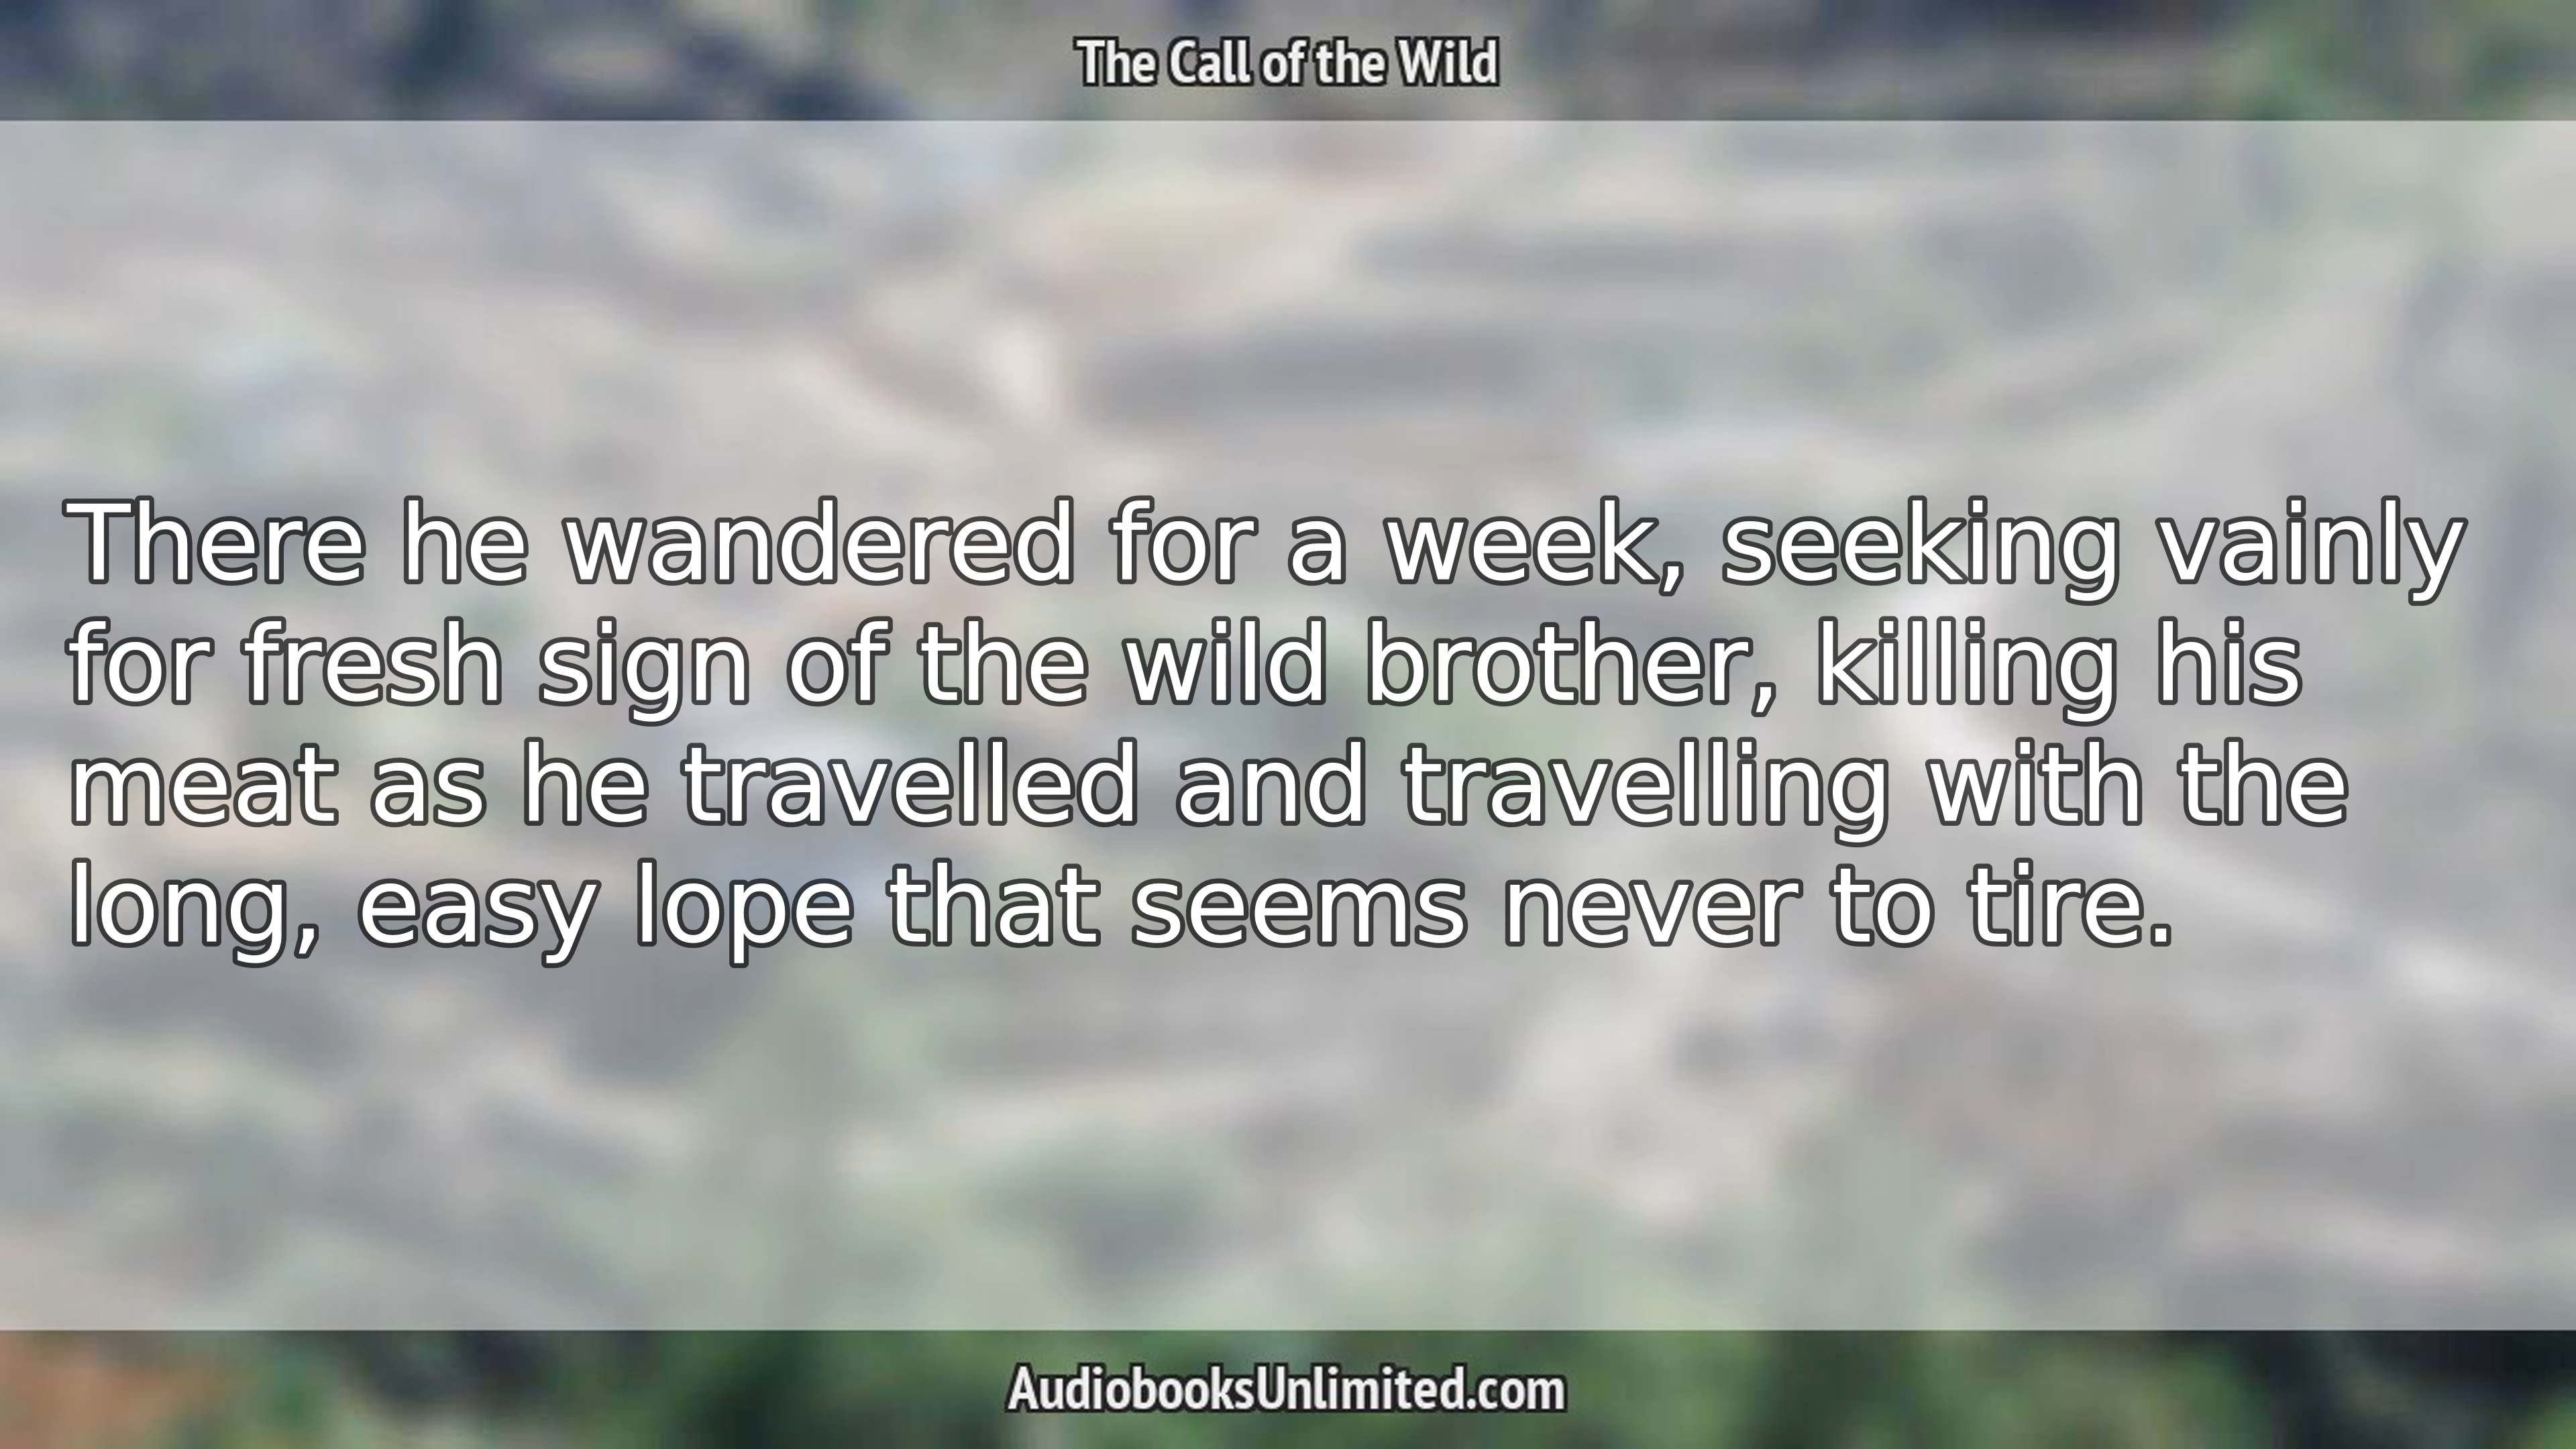 The Call of the Wild
There he wandered for a week, seeking vainly
for fresh sign of the wild brother, killing his
meat as he travelled and travelling with the
long, easy lope that seems never to tire.
AudiobooksUnlimited.com